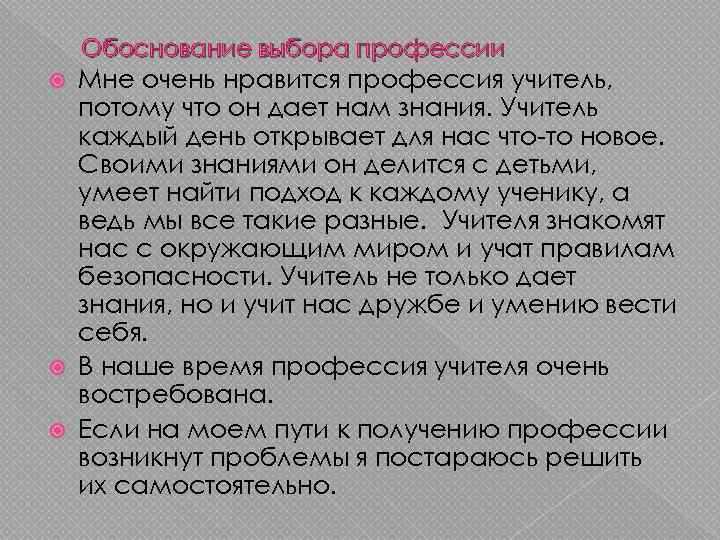 Обоснование выбора профессии
Мне очень нравится профессия учитель,
потому что он дает нам знания. Учитель
каждый день открывает для нас что-то новое.
Своими знаниями он делится с детьми,
умеет найти подход к каждому ученику, а
ведь мы все такие разные. Учителя знакомят
нас с окружающим миром и учат правилам
безопасности. Учитель не только дает
знания, но и учит нас дружбе и умению вести
себя.
В наше время профессия учителя очень
востребована.
Если на моем пути к получению профессии
возникнут проблемы я постараюсь решить
их самостоятельно.